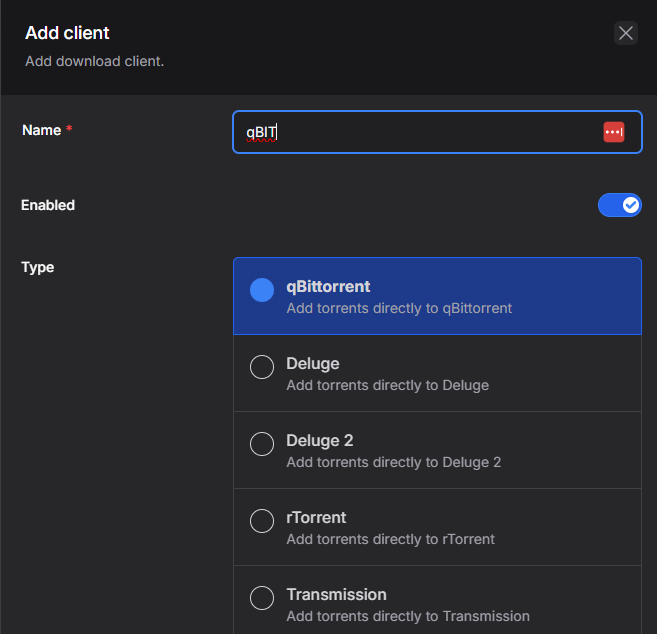 Add client
Add download client.
Name *
qBIT
Enabled
Type
qBittorrent
Add torrents directly to qBittorrent
Deluge
Add torrents directly to Deluge
Deluge 2
Add torrents directly to Deluge 2
rTorrent
Add torrents directly to rTorrent
Transmission
Add torrents directly to Transmission